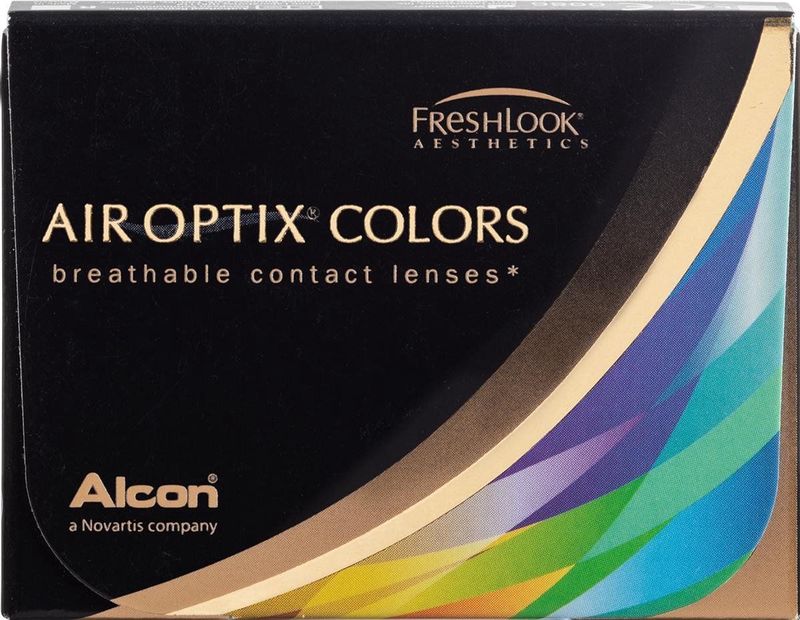 FRESHLOOK®
AESTHETICS
AIR OPTIX® COLORS
breathable contact lenses*
Alcon®
a Novartis company